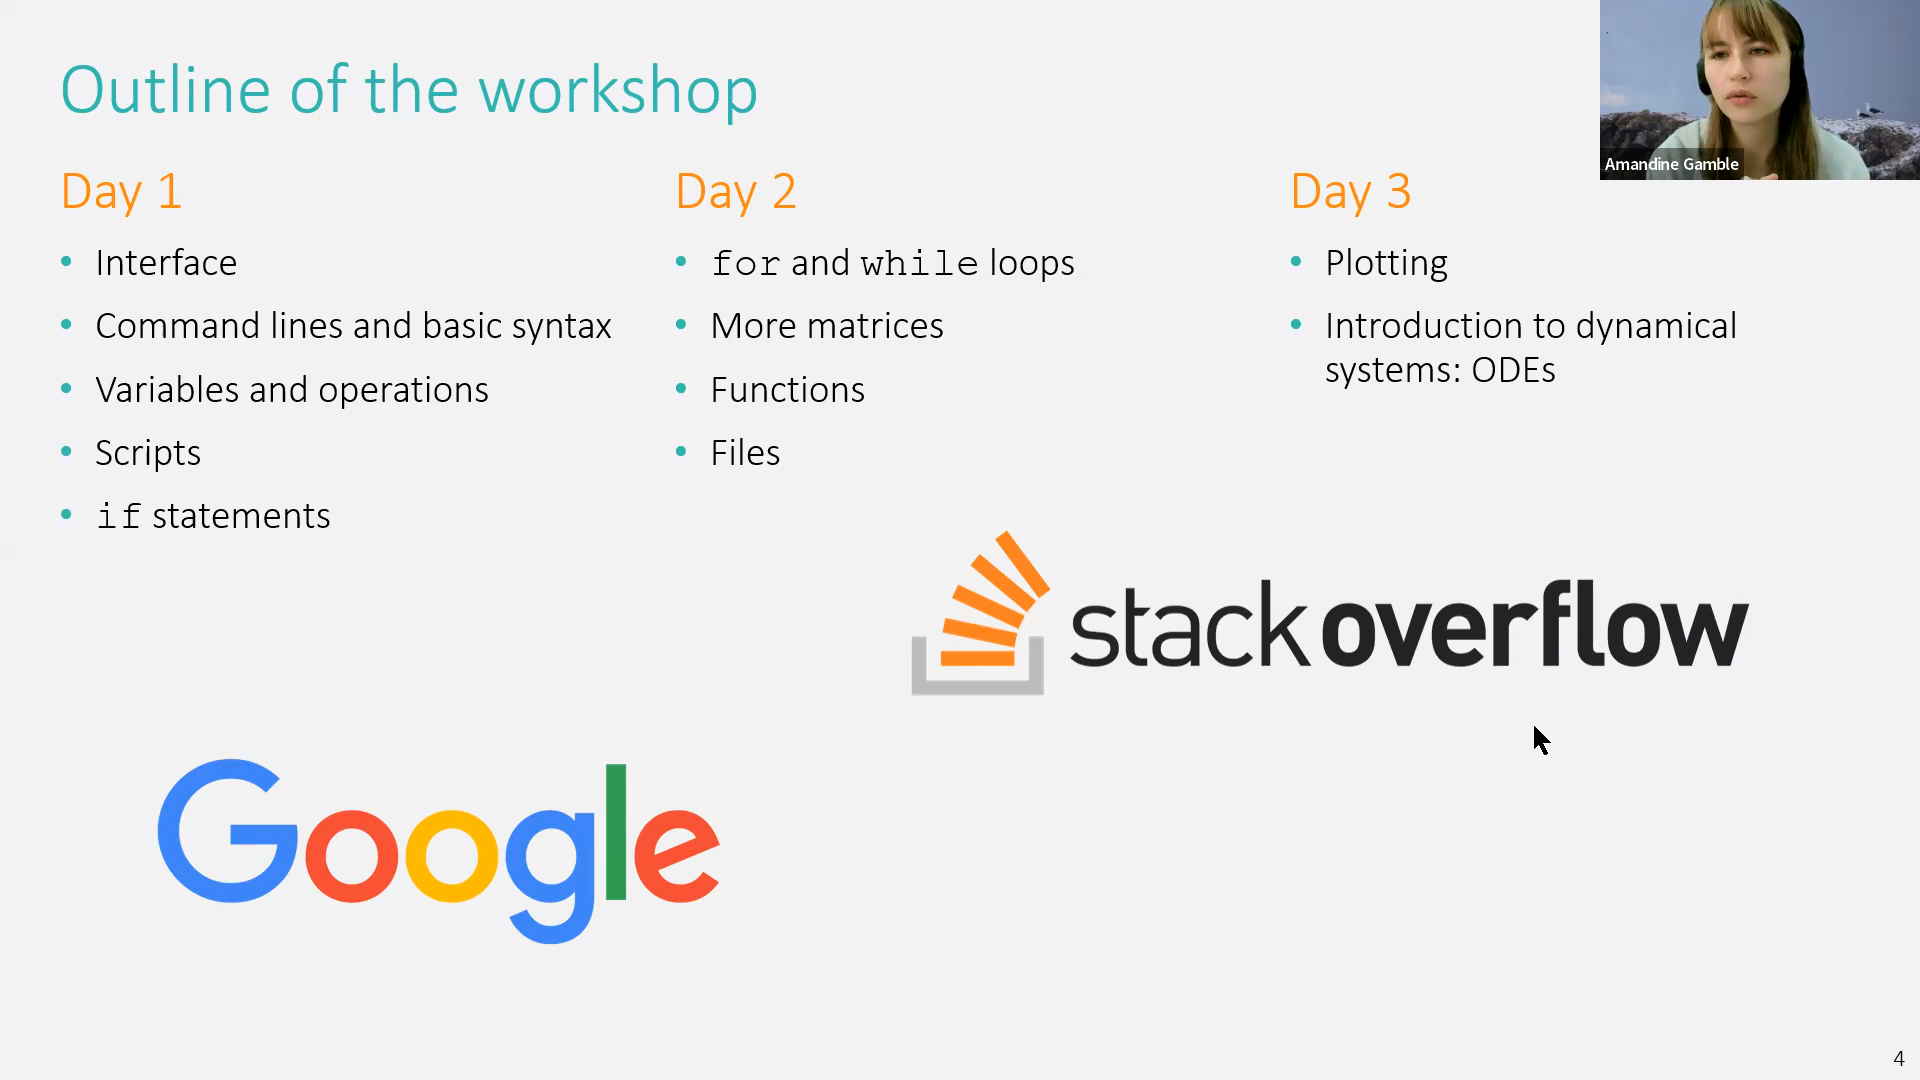 Outline of the workshop
Amandine Gamble
Day 1
• Interface
• Command lines and basic syntax
• Variables and operations
• Scripts
• if statements
Day 2
• for and while loops
• More matrices
• Functions
• Files
Day 3
• Plotting
• Introduction to dynamical
systems: ODEs
stackoverflow
Google
4